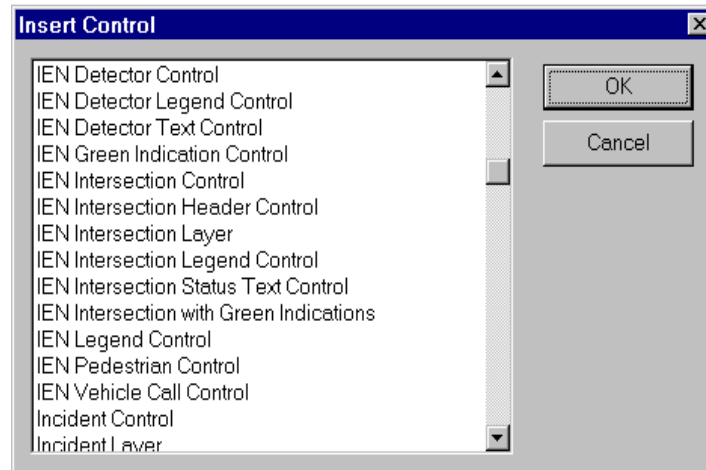 Insert Control
IEN Detector Control
IEN Detector Legend Control
IEN Detector Text Control
IEN Green Indication Control
IEN Intersection Control
IEN Intersection Header Control
IEN Intersection Layer
IEN Intersection Legend Control
IEN Intersection Status Text Control
IEN Intersection with Green Indications
IEN Legend Control
IEN Pedestrian Control
IEN Vehicle Call Control
Incident Control
Incident Layer
OK
Cancel